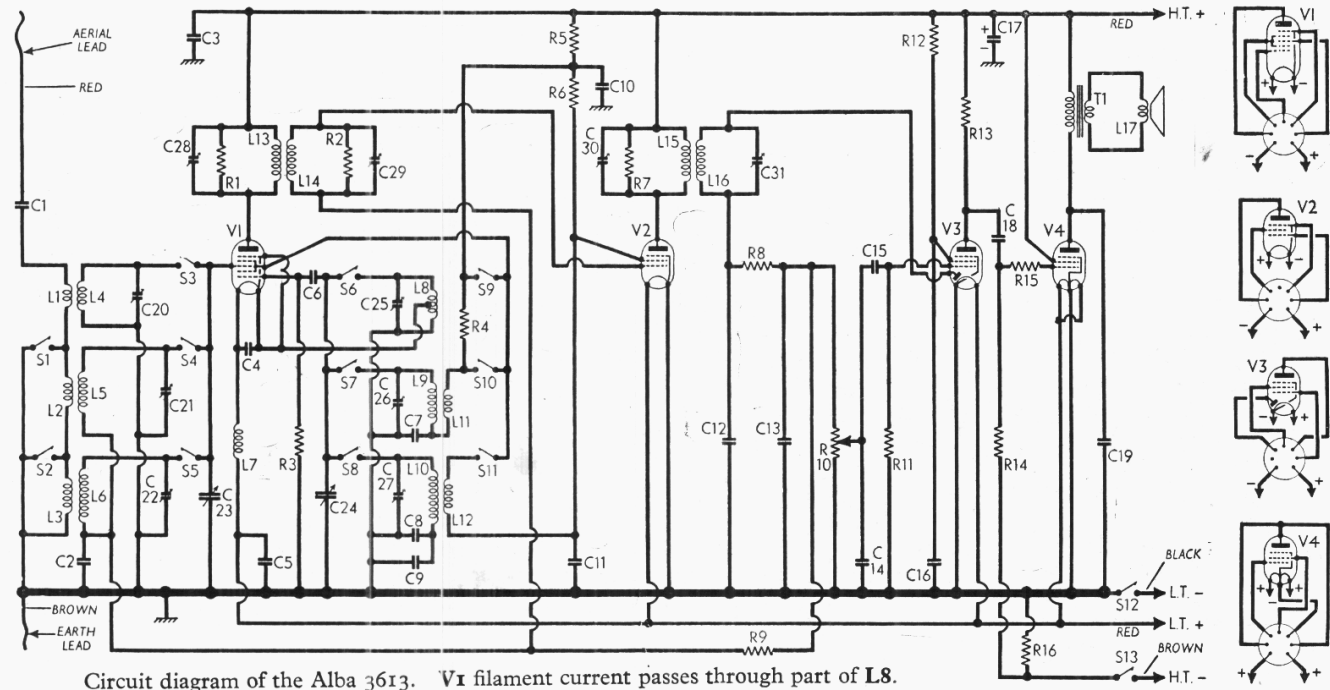 AERIAL
LEAD
RED
C3
R5
R6
C10
R12
C17
+
−
RED
H.T. +
T1
L17
V1
− +
C28
L13
R1
R2
L14
C29
C
30
L15
R7
L16
C31
R13
C1
V1
V2
R8
C15
V3
C
18
V4
R15
V2
− +
L1
L4
C20
S3
C6
S6
C25
L8
S9
R4
S1
C4
S4
S7
S10
L2
L5
C21
C
26
L9
C7
L11
V3
− +
S2
S5
L7
R3
S8
L10
S11
C12
C13
R
10
R11
R14
C19
L3
L6
C
22
C
23
C24
C
27
C8
L12
C2
C5
C9
C11
C
14
C16
V4
+ − +
+ +
BLACK
S12
L.T. −
BROWN
EARTH
LEAD
RED
L.T. +
R9
R16
S13
BROWN
H.T. −
Circuit diagram of the Alba 3613. V1 filament current passes through part of L8.